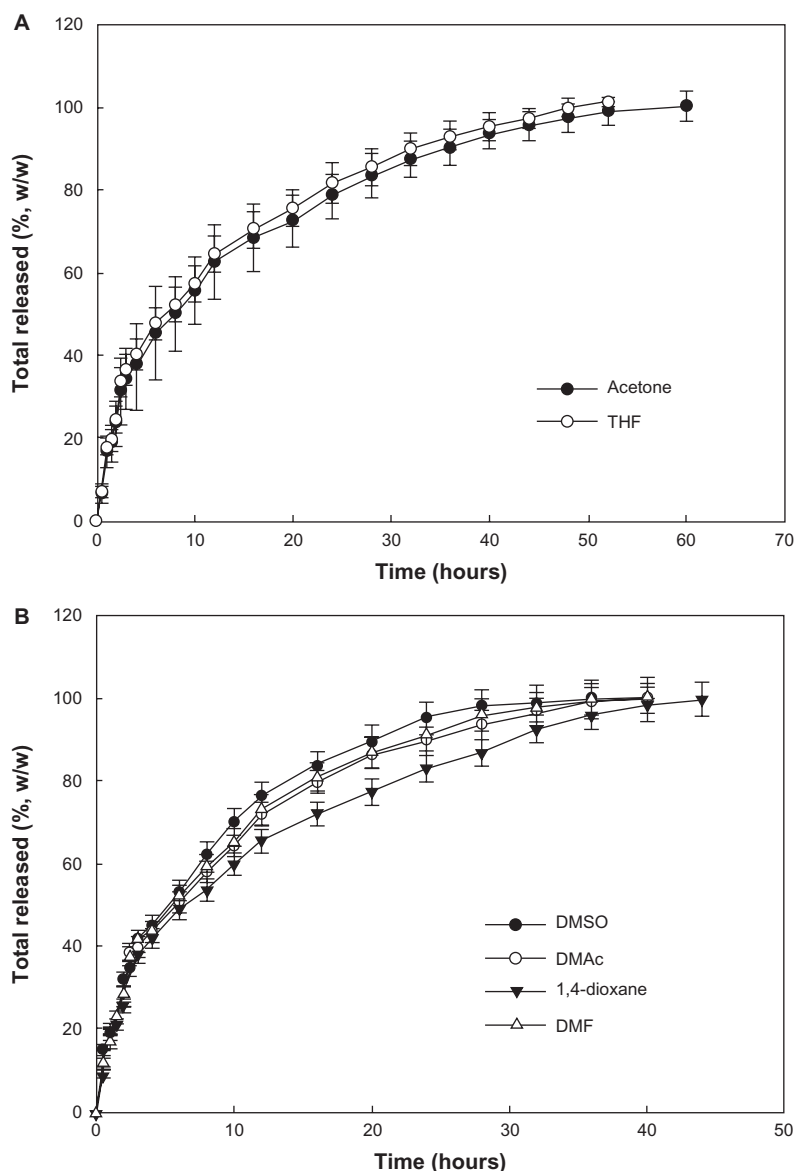 A
Total released (%, w/w)
120
100
80
60
40
20
0
Acetone
THF
0 10 20 30 40 50 60 70
Time (hours)
B
Total released (%, w/w)
120
100
80
60
40
20
0
DMSO
DMAc
1,4-dioxane
DMF
0 10 20 30 40 50
Time (hours)